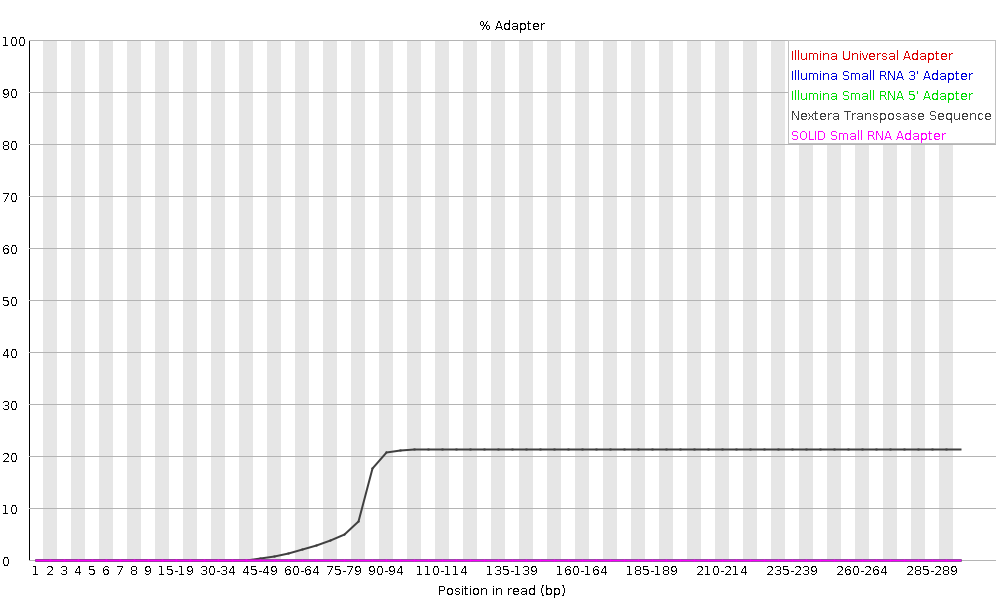 % Adapter
100
90
80
70
60
50
40
30
20
10
0
Illumina Universal Adapter
Illumina Small RNA 3' Adapter
Illumina Small RNA 5' Adapter
Nextera Transposase Sequence
SOLID Small RNA Adapter
1 2 3 4 5 6 7 8 9 15-19 30-34 45-49 60-64 75-79 90-94 110-114 135-139 160-164 185-189 210-214 235-239 260-264 285-289
Position in read (bp)